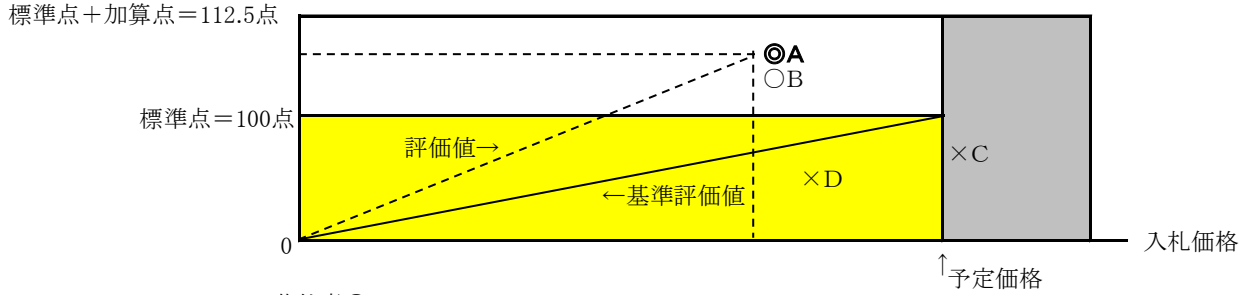 標準点＋加算点＝112.5点
◎A
○B
標準点＝100点
評価値→
×C
×D
←基準評価値
0
入札価格
↑予定価格